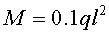 M = 0.1ql²